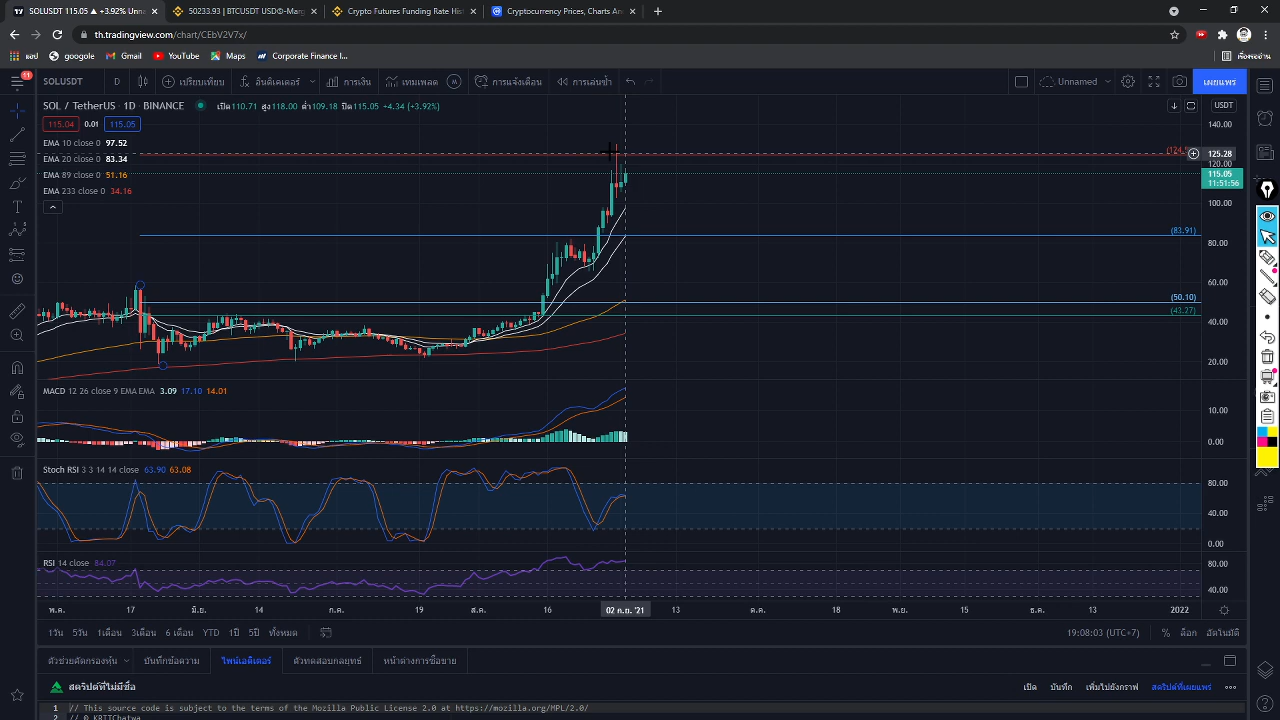 SOLUSDT 115.05 ▲ +3.92% Unna
50233.93 | BTCUSDT USDⓈ-Marg
Crypto Futures Funding Rate His
Cryptocurrency Prices, Charts An
th.tradingview.com/chart/CEbV2V7x/
แอป
google
Gmail
YouTube
Maps
Corporate Finance I...
11
SOLUSDT
D
เปรียบเทียบ
อินดิเคเตอร์
การเงิน
เทมเพลต
การแจ้งเตือน
การเล่นซ้ำ
Unnamed
เผยแพร่
SOL / TetherUS · 1D · BINANCE
เปิด110.71 สูง118.00 ต่ำ109.18 ปิด115.05 +4.34 (+3.92%)
USDT
115.04 0.01 115.05
EMA 10 close 0 97.52
EMA 20 close 0 83.34
EMA 89 close 0 51.16
EMA 233 close 0 34.16
140.00
125.28
120.00
115.05
11:51:56
100.00
(83.91)
80.00
60.00
(50.10)
(43.27)
40.00
20.00
MACD 12 26 close 9 EMA EMA 3.09 17.10 14.01
10.00
0.00
Stoch RSI 3 3 14 14 close 63.90 63.08
80.00
40.00
0.00
RSI 14 close 84.07
80.00
40.00
พ.ค. 17 มิ.ย. 14 ก.ค. 19 ส.ค. 16 02 ก.ย. '21 13 ต.ค. 18 พ.ย. 15 ธ.ค. 13 2022
1วัน 5วัน 1เดือน 3เดือน 6 เดือน YTD 1ปี 5ปี ทั้งหมด
19:08:03 (UTC+7) % ล็อก อัตโนมัติ
ตัวช่วยคัดกรองหุ้น บันทึกข้อความ ไพน์เอดิเตอร์ ตัวทดสอบกลยุทธ์ หน้าต่างการซื้อขาย
สคริปต์ที่ไม่มีชื่อ
เปิด บันทึก เพิ่มไปยังกราฟ สคริปต์ที่เผยแพร่
1 // This source code is subject to the terms of the Mozilla Public License 2.0 at https://mozilla.org/MPL/2.0/
2 // © KRITChatwa